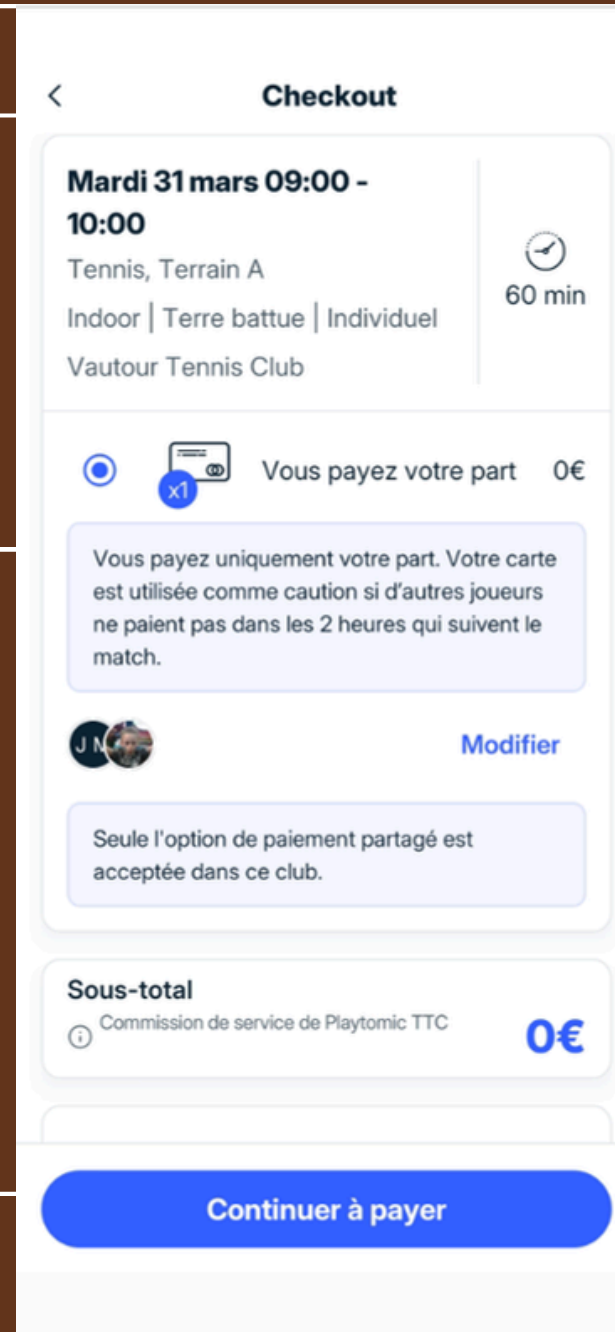 Checkout
Mardi 31 mars 09:00 -
10:00
Tennis, Terrain A
Indoor | Terre battue | Individuel
Vautour Tennis Club
60 min
x1
Vous payez votre part 0€
Vous payez uniquement votre part. Votre carte
est utilisée comme caution si d'autres joueurs
ne paient pas dans les 2 heures qui suivent le
match.
J N
Modifier
Seule l'option de paiement partagé est
acceptée dans ce club.
Sous-total
Commission de service de Playtomic TTC
0€
Continuer à payer